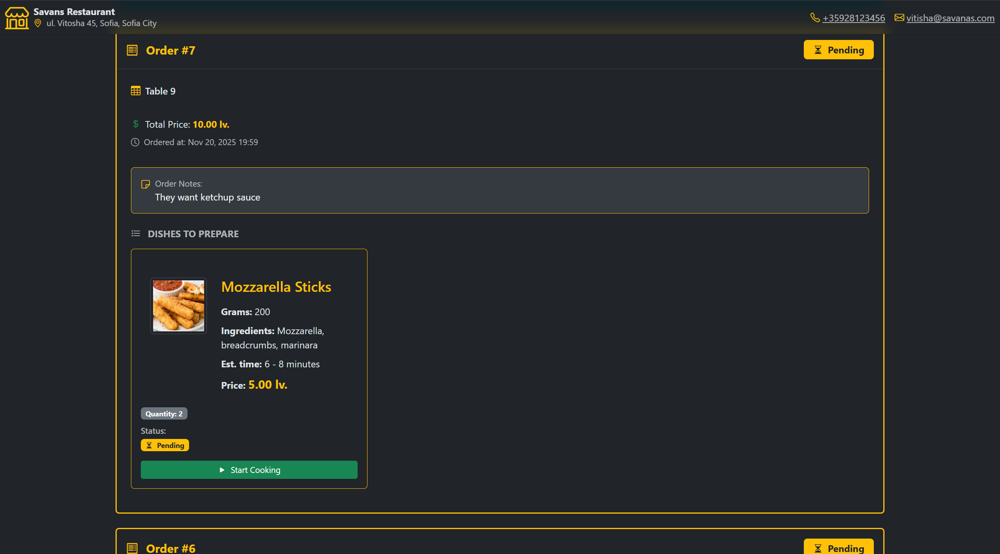 Savans Restaurant
ul. Vitosha 45, Sofia, Sofia City
+35928123456 vitisha@savanas.com
Order #7
Pending
Table 9
$ Total Price: 10.00 lv.
Ordered at: Nov 20, 2025 19:59
Order Notes:
They want ketchup sauce
DISHES TO PREPARE
Mozzarella Sticks
Grams: 200
Ingredients: Mozzarella,
breadcrumbs, marinara
Est. time: 6 - 8 minutes
Price: 5.00 lv.
Quantity: 2
Status:
Pending
Start Cooking
Order #6
Pending